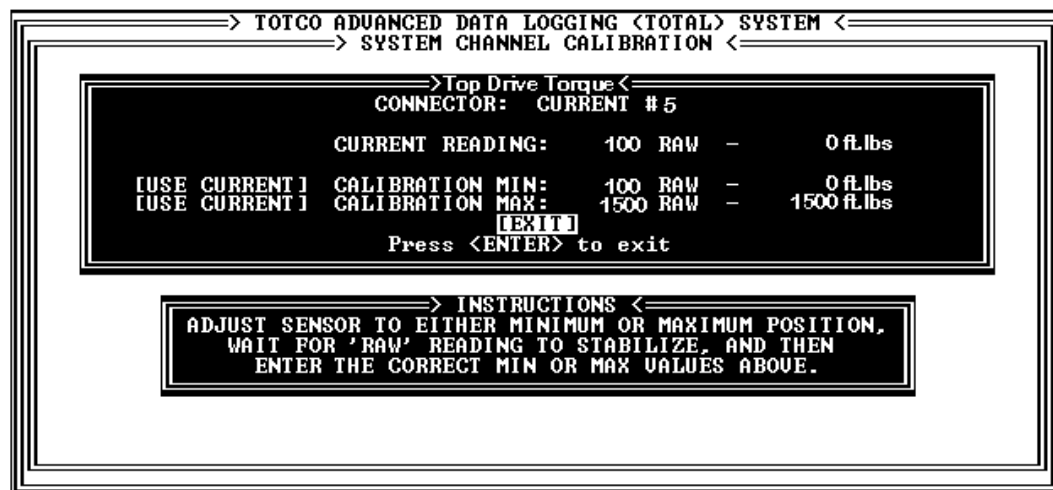 > TOTCO ADVANCED DATA LOGGING <TOTAL> SYSTEM <
> SYSTEM CHANNEL CALIBRATION <
>Top Drive Torque<
CONNECTOR: CURRENT #5
CURRENT READING: 100 RAW - 0 ft.lbs
[USE CURRENT] CALIBRATION MIN: 100 RAW - 0 ft.lbs
[USE CURRENT] CALIBRATION MAX: 1500 RAW - 1500 ft.lbs
[EXIT]
Press <ENTER> to exit
> INSTRUCTIONS <
ADJUST SENSOR TO EITHER MINIMUM OR MAXIMUM POSITION,
WAIT FOR 'RAW' READING TO STABILIZE, AND THEN
ENTER THE CORRECT MIN OR MAX VALUES ABOVE.